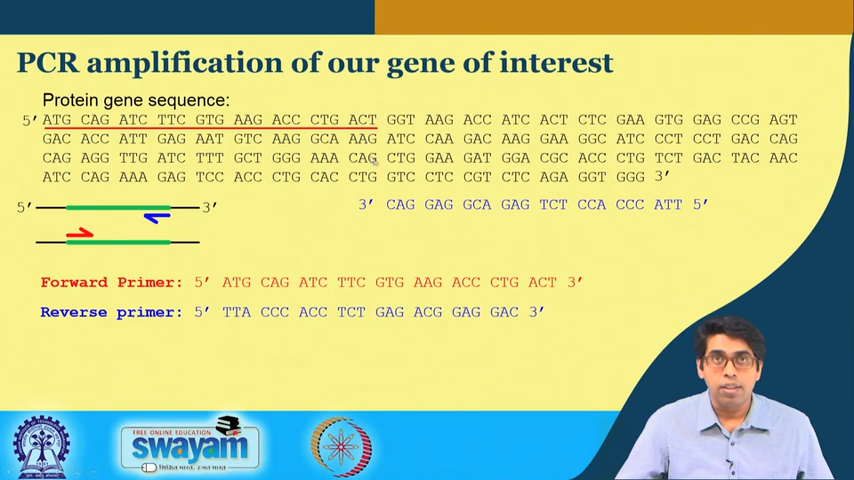 PCR amplification of our gene of interest
Protein gene sequence:
5’ ATG CAG ATC TTC GTG AAG ACC CTG ACT GGT AAG ACC ATC ACT CTC GAA GTG GAG CCG AGT
GAC ACC ATT GAG AAT GTC AAG GCA AAG ATC CAA GAC AAG GAA GGC ATC CCT CCT GAC CAG
CAG AGG TTG ATC TTT GCT GGG AAA CAG CTG GAA GAT GGA CGC ACC CTG TCT GAC TAC AAC
ATC CAG AAA GAG TCC ACC CTG CAC CTG GTC CTC CGT CTC AGA GGT GGG 3’
5’ 3’
3’ CAG GAG GCA GAG TCT CCA CCC ATT 5’
Forward Primer: 5’ ATG CAG ATC TTC GTG AAG ACC CTG ACT 3’
Reverse primer: 5’ TTA CCC ACC TCT GAG ACG GAG GAC 3’
FREE ONLINE EDUCATION
swayam